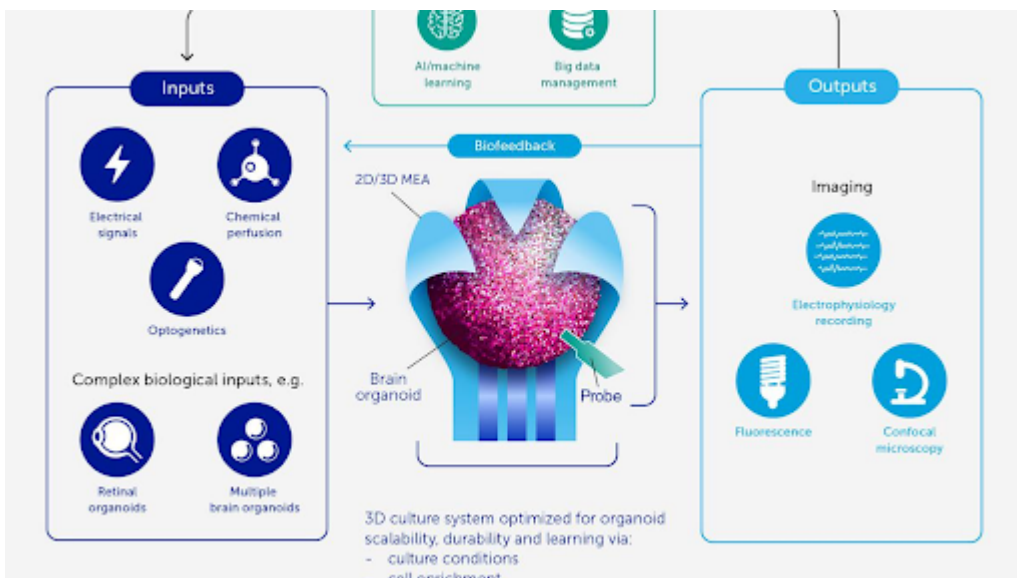 AI/machine
learning
Big data
management
Inputs
Electrical
signals
Chemical
perfusion
Optogenetics
Complex biological inputs, e.g.
Retinal
organoids
Multiple
brain organoids
Biofeedback
2D/3D MEA
Brain
organoid
Probe
Outputs
Imaging
Electrophysiology
recording
Fluorescence
Confocal
microscopy
3D culture system optimized for organoid
scalability, durability and learning via:
- culture conditions
cell enrichment